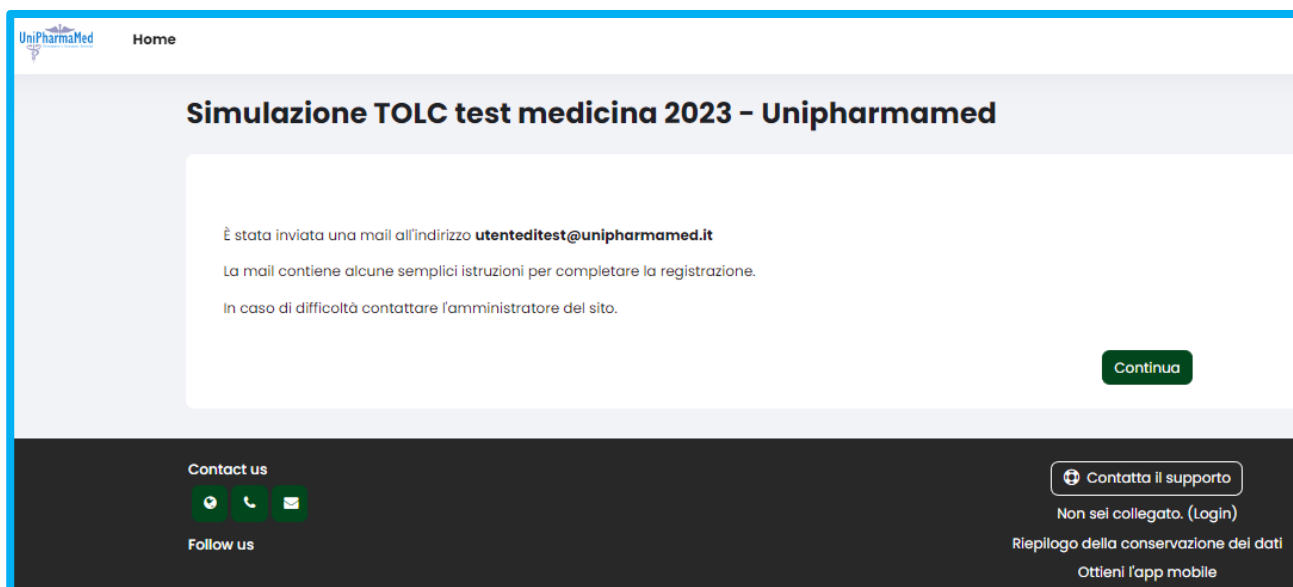 UniPharmaMed
Home
Simulazione TOLC test medicina 2023 - Unipharmamed
È stata inviata una mail all'indirizzo utenteditest@unipharmamed.it
La mail contiene alcune semplici istruzioni per completare la registrazione.
In caso di difficoltà contattare l'amministratore del sito.
Continua
Contact us
Follow us
Contatta il supporto
Non sei collegato. (Login)
Riepilogo della conservazione dei dati
Ottieni l'app mobile